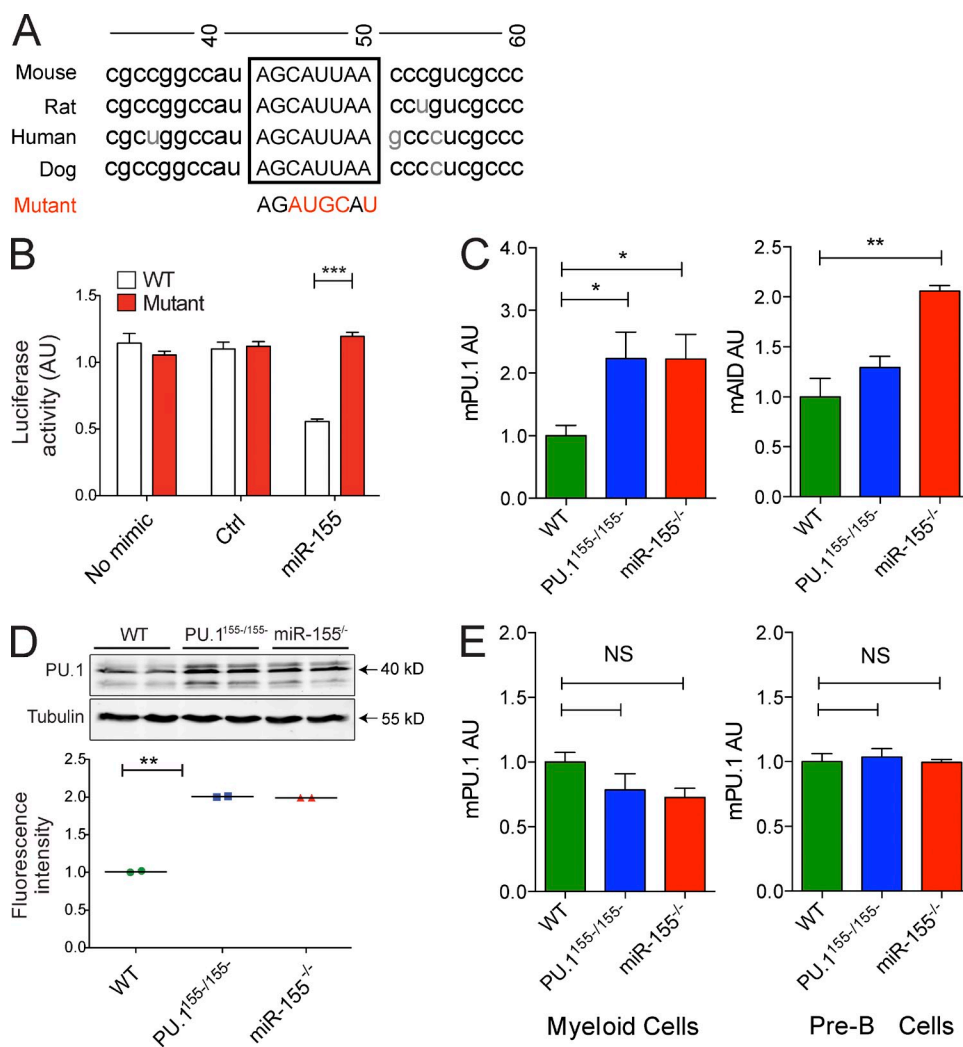 A
40 50 60
Mouse cgccggccau AGCAUUAA cccgucgccc
Rat cgccggccau AGCAUUAA ccugucgccc
Human cgcuggccau AGCAUUAA gcccucgccc
Dog cgccggccau AGCAUUAA ccccucgccc
Mutant AGAUGCAU
B
WT
Mutant
***
Luciferase
activity (AU)
1.5
1.0
0.5
0.0
No mimic Ctrl miR-155
C
mPU.1 AU
4.0
3.0
2.0
1.0
0.0
*
*
WT PU.1155-/155- miR-155-/-
mAID AU
2.5
2.0
1.5
1.0
0.5
0.0
**
WT PU.1155-/155- miR-155-/-
D
WT PU.1155-/155- miR-155-/-
PU.1 40 kD
Tubulin 55 kD
Fluorescence
intensity
2.5
2.0
1.5
1.0
0.5
0.0
**
WT PU.1155-/155- miR-155-/-
E
mPU.1 AU
2.0
1.5
1.0
0.5
0.0
NS
WT PU.1155-/155- miR-155-/-
Myeloid Cells
mPU.1 AU
2.0
1.5
1.0
0.5
0.0
NS
WT PU.1155-/155- miR-155-/-
Pre-B Cells